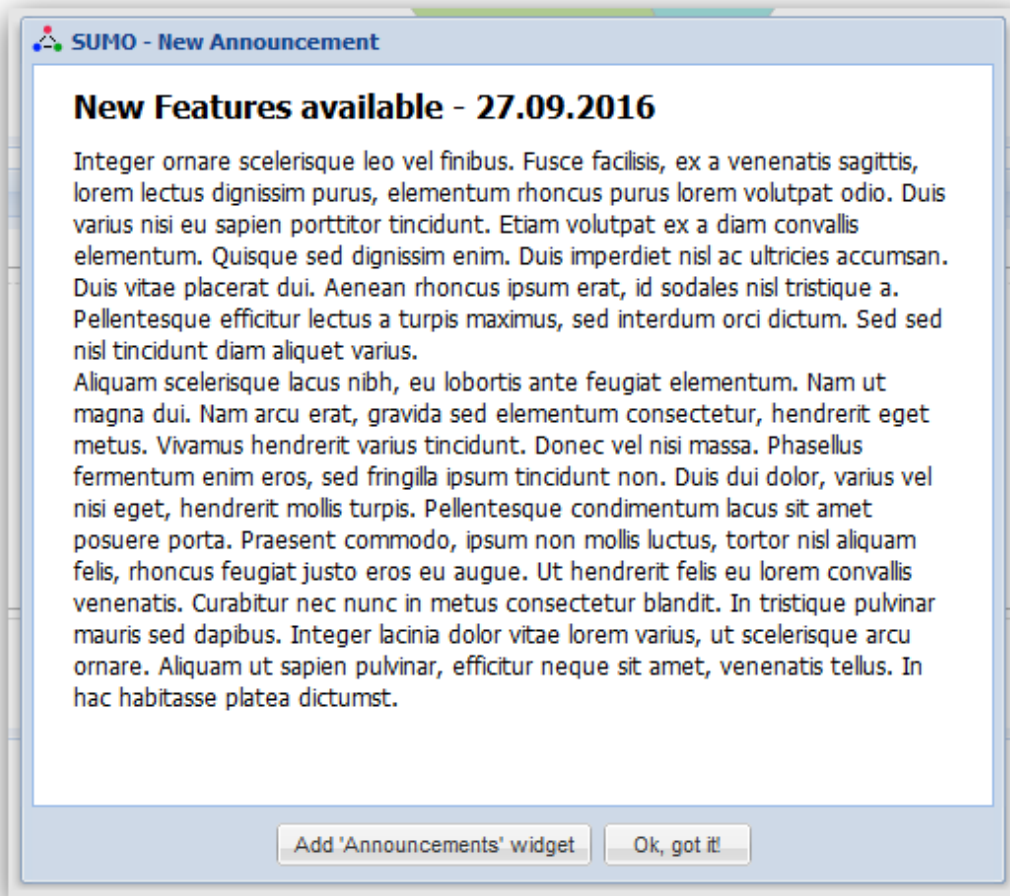 SUMO - New Announcement
New Features available - 27.09.2016
Integer ornare scelerisque leo vel finibus. Fusce facilisis, ex a venenatis sagittis,
lorem lectus dignissim purus, elementum rhoncus purus lorem volutpat odio. Duis
varius nisi eu sapien porttitor tincidunt. Etiam volutpat ex a diam convallis
elementum. Quisque sed dignissim enim. Duis imperdiet nisl ac ultricies accumsan.
Duis vitae placerat dui. Aenean rhoncus ipsum erat, id sodales nisl tristique a.
Pellentesque efficitur lectus a turpis maximus, sed interdum orci dictum. Sed sed
nisl tincidunt diam aliquet varius.
Aliquam scelerisque lacus nibh, eu lobortis ante feugiat elementum. Nam ut
magna dui. Nam arcu erat, gravida sed elementum consectetur, hendrerit eget
metus. Vivamus hendrerit varius tincidunt. Donec vel nisi massa. Phasellus
fermentum enim eros, sed fringilla ipsum tincidunt non. Duis dui dolor, varius vel
nisi eget, hendrerit mollis turpis. Pellentesque condimentum lacus sit amet
posuere porta. Praesent commodo, ipsum non mollis luctus, tortor nisl aliquam
felis, rhoncus feugiat justo eros eu augue. Ut hendrerit felis eu lorem convallis
venenatis. Curabitur nec nunc in metus consectetur blandit. In tristique pulvinar
mauris sed dapibus. Integer lacinia dolor vitae lorem varius, ut scelerisque arcu
ornare. Aliquam ut sapien pulvinar, efficitur neque sit amet, venenatis tellus. In
hac habitasse platea dictumst.
Add 'Announcements' widget
Ok, got it!